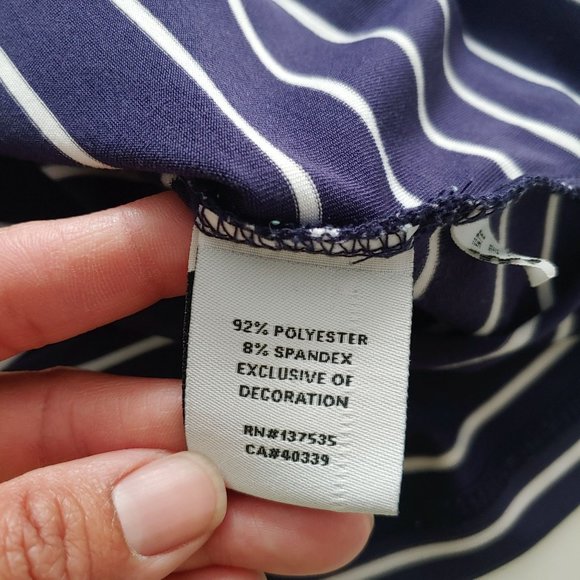 92% POLYESTER
8% SPANDEX
EXCLUSIVE OF
DECORATION
RN#137535
CA#40339